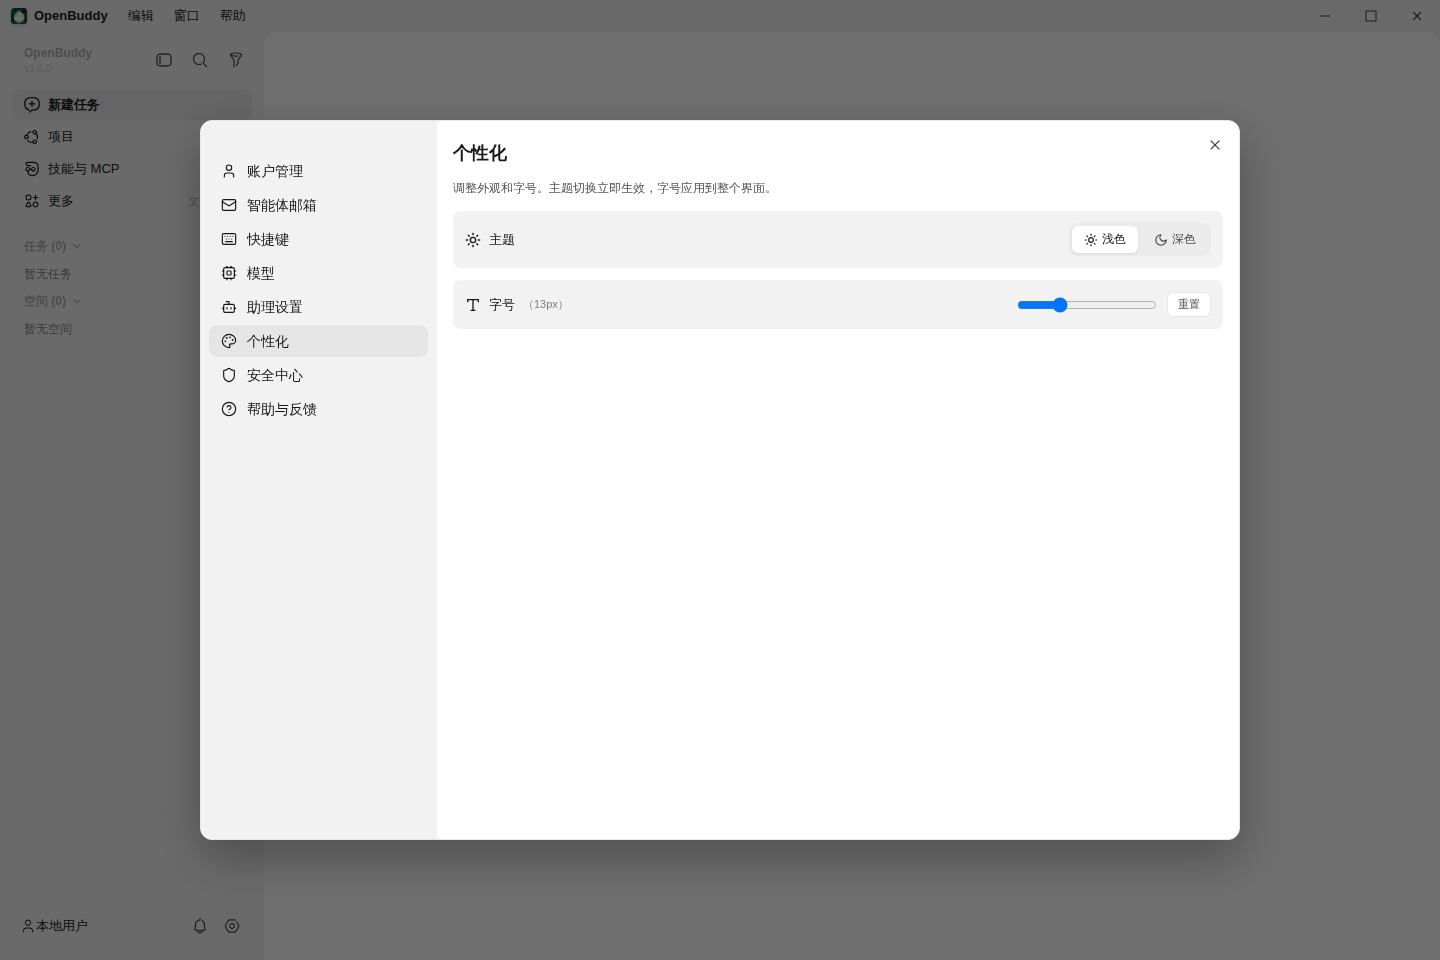 OpenBuddy 编辑 窗口 帮助
OpenBuddy
v1.0.0
新建任务
项目
技能与 MCP
更多 文
任务 (0)
暂无任务
空间 (0)
暂无空间
本地用户
账户管理
智能体邮箱
快捷键
模型
助理设置
个性化
安全中心
帮助与反馈
个性化
调整外观和字号。主题切换立即生效，字号应用到整个界面。
主题 浅色 深色
字号 （13px） 重置